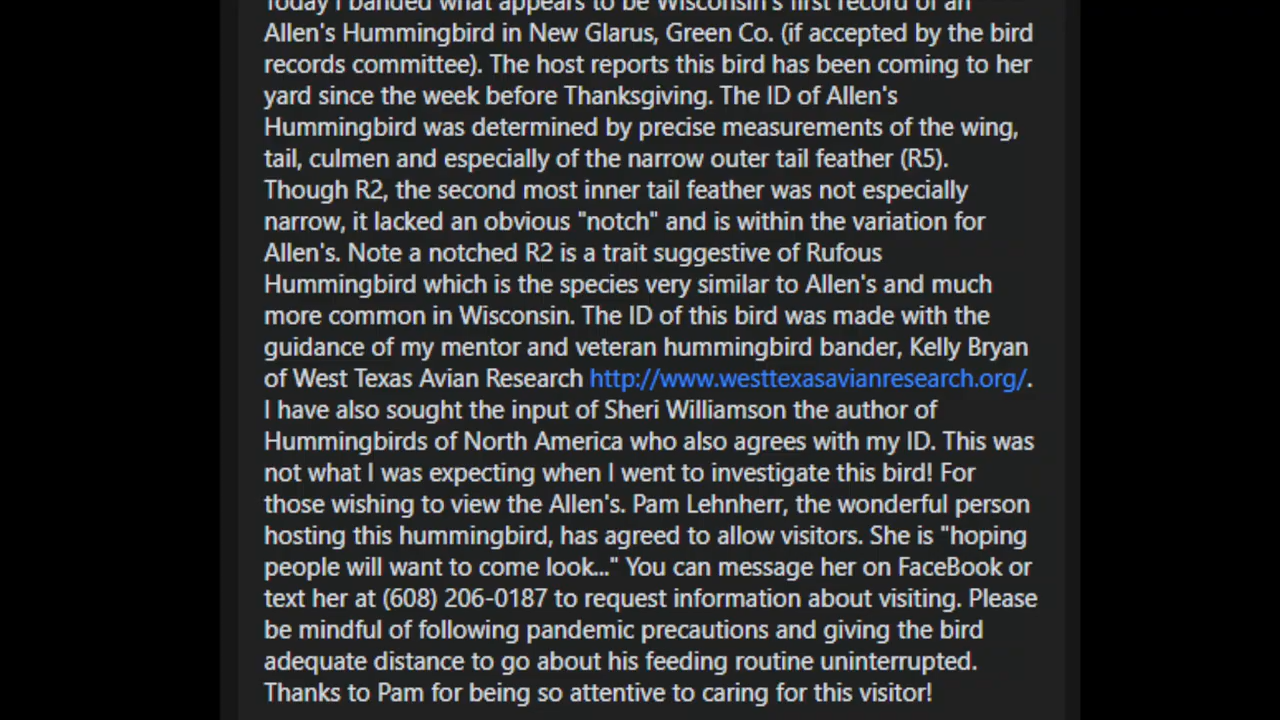 Today I banded what appears to be Wisconsin's first record of an
Allen's Hummingbird in New Glarus, Green Co. (if accepted by the bird
records committee). The host reports this bird has been coming to her
yard since the week before Thanksgiving. The ID of Allen's
Hummingbird was determined by precise measurements of the wing,
tail, culmen and especially of the narrow outer tail feather (R5).
Though R2, the second most inner tail feather was not especially
narrow, it lacked an obvious "notch" and is within the variation for
Allen's. Note a notched R2 is a trait suggestive of Rufous
Hummingbird which is the species very similar to Allen's and much
more common in Wisconsin. The ID of this bird was made with the
guidance of my mentor and veteran hummingbird bander, Kelly Bryan
of West Texas Avian Research http://www.westtexasavianresearch.org/.
I have also sought the input of Sheri Williamson the author of
Hummingbirds of North America who also agrees with my ID. This was
not what I was expecting when I went to investigate this bird! For
those wishing to view the Allen's. Pam Lehnherr, the wonderful person
hosting this hummingbird, has agreed to allow visitors. She is "hoping
people will want to come look..." You can message her on FaceBook or
text her at (608) 206-0187 to request information about visiting. Please
be mindful of following pandemic precautions and giving the bird
adequate distance to go about his feeding routine uninterrupted.
Thanks to Pam for being so attentive to caring for this visitor!